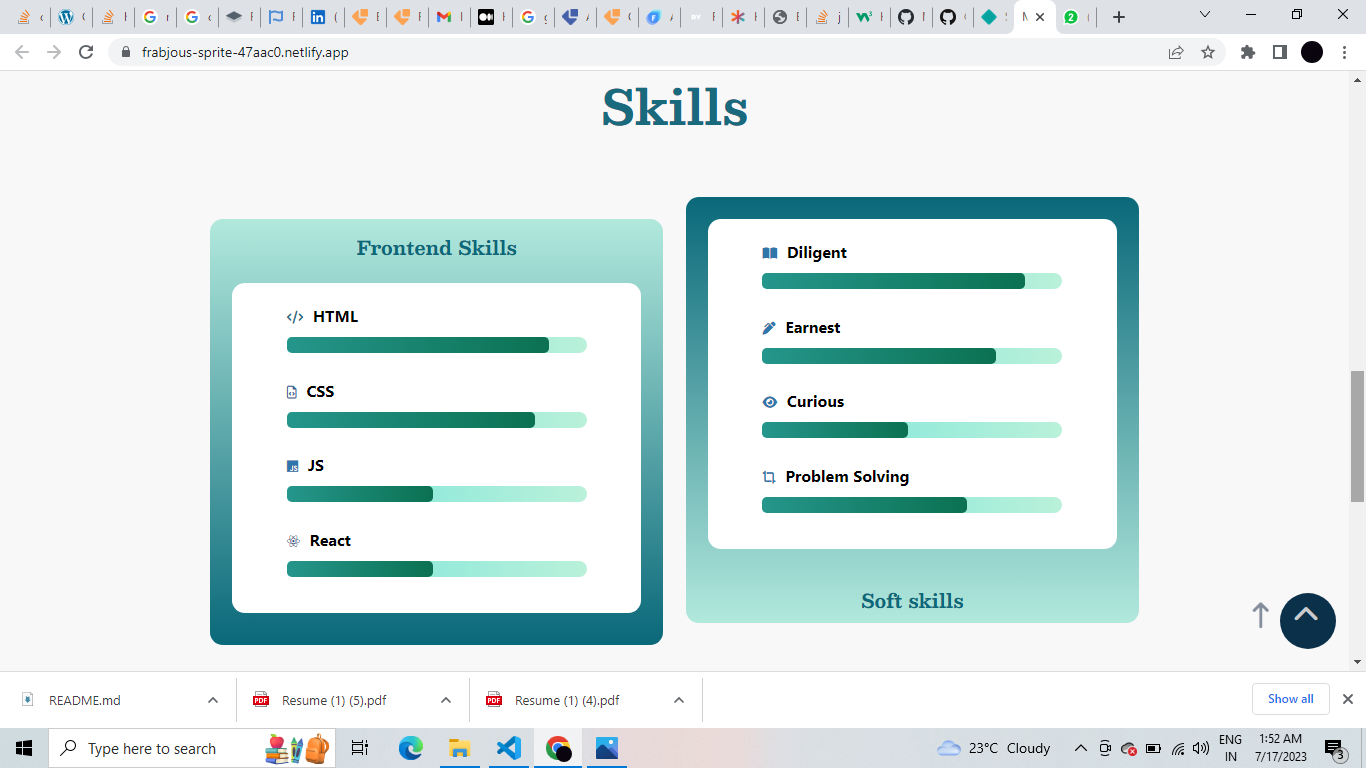 frabjous-sprite-47aac0.netlify.app
Skills
Frontend Skills
HTML
CSS
JS
React
Diligent
Earnest
Curious
Problem Solving
Soft skills
README.md
Resume (1) (5).pdf
Resume (1) (4).pdf
Show all
Type here to search
23°C Cloudy
ENG
IN
1:52 AM
7/17/2023
3